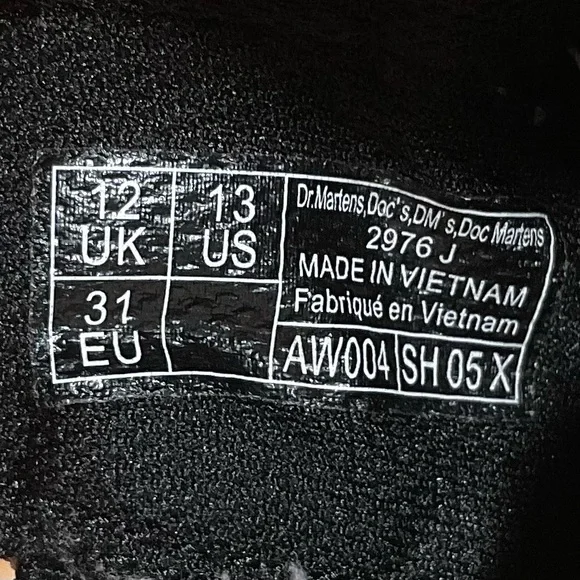 12
UK
13
US
31
EU
Dr.Martens,Doc's,DM's,Doc Martens
2976 J
MADE IN VIETNAM
Fabriqué en Vietnam
AW004
SH 05 X